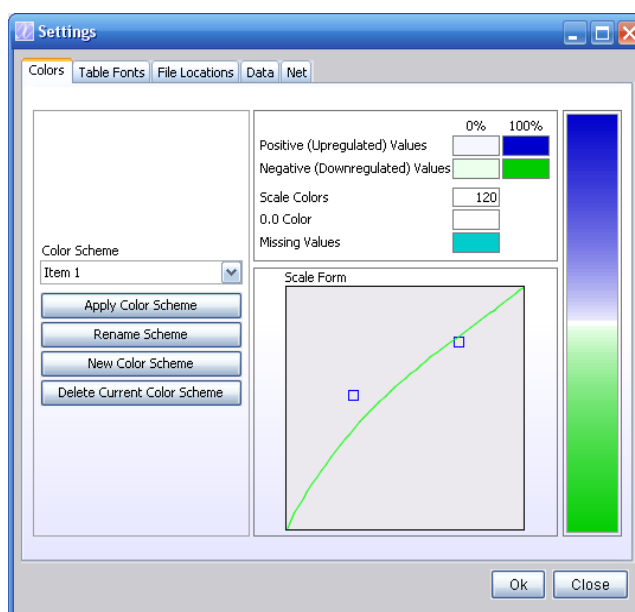 Settings
Colors Table Fonts File Locations Data Net
0% 100%
Positive (Upregulated) Values
Negative (Downregulated) Values
Scale Colors 120
0.0 Color
Missing Values
Color Scheme
Item 1
Apply Color Scheme
Rename Scheme
New Color Scheme
Delete Current Color Scheme
Scale Form
Ok Close